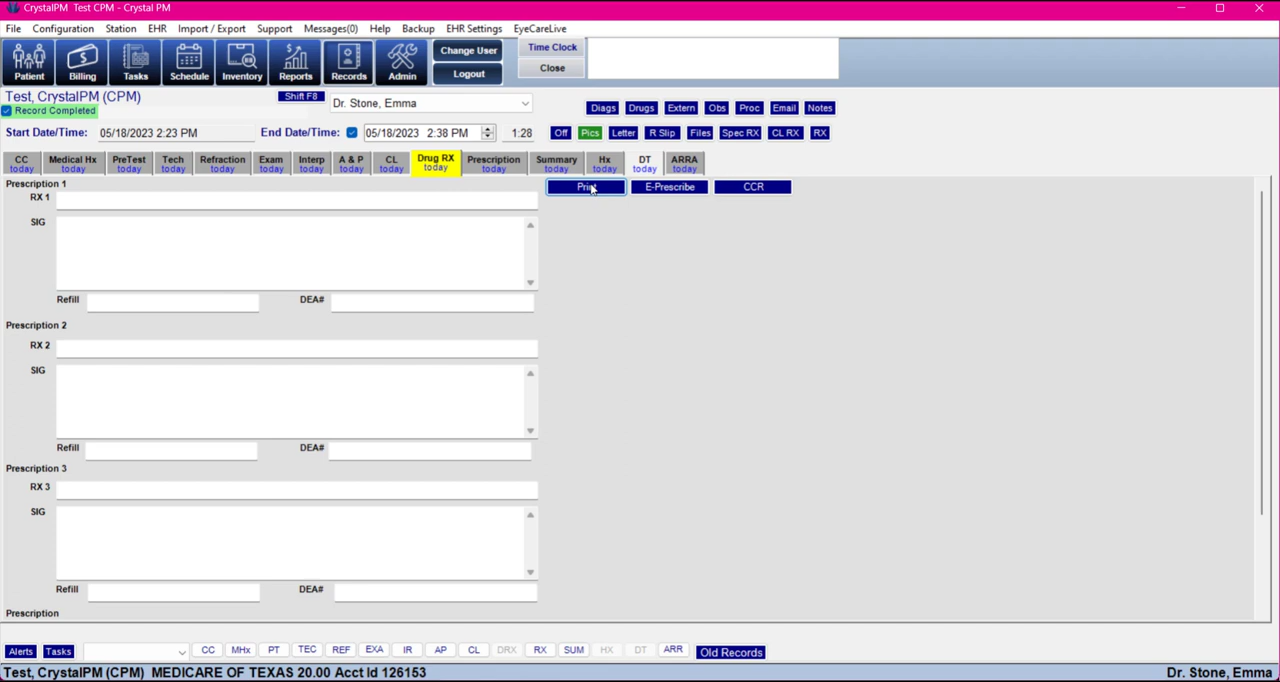 CrystalPM Test CPM - Crystal PM
File Configuration Station EHR Import / Export Support Messages(0) Help Backup EHR Settings EyeCareLive
Patient Billing Tasks Schedule Inventory Reports Records Admin Change User Logout Time Clock Close
Test, CrystalPM (CPM) Shift F8 Dr. Stone, Emma
Record Completed Diags Drugs Extern Obs Proc Email Notes
Start Date/Time: 05/18/2023 2:23 PM End Date/Time: 05/18/2023 2:38 PM 1:28 Off Pics Letter R Slip Files Spec RX CL RX RX
CC Medical Hx PreTest Tech Refraction Exam Interp A & P CL Drug RX Prescription Summary Hx DT ARRA
today today today today today today today today today today today today today today today
Prescription 1 Print E-Prescribe CCR
RX 1
SIG
Refill DEA#
Prescription 2
RX 2
SIG
Refill DEA#
Prescription 3
RX 3
SIG
Refill DEA#
Prescription
Alerts Tasks CC MHx PT TEC REF EXA IR AP CL DRX RX SUM HX DT ARR Old Records
Test, CrystalPM (CPM) MEDICARE OF TEXAS 20.00 Acct Id 126153 Dr. Stone, Emma